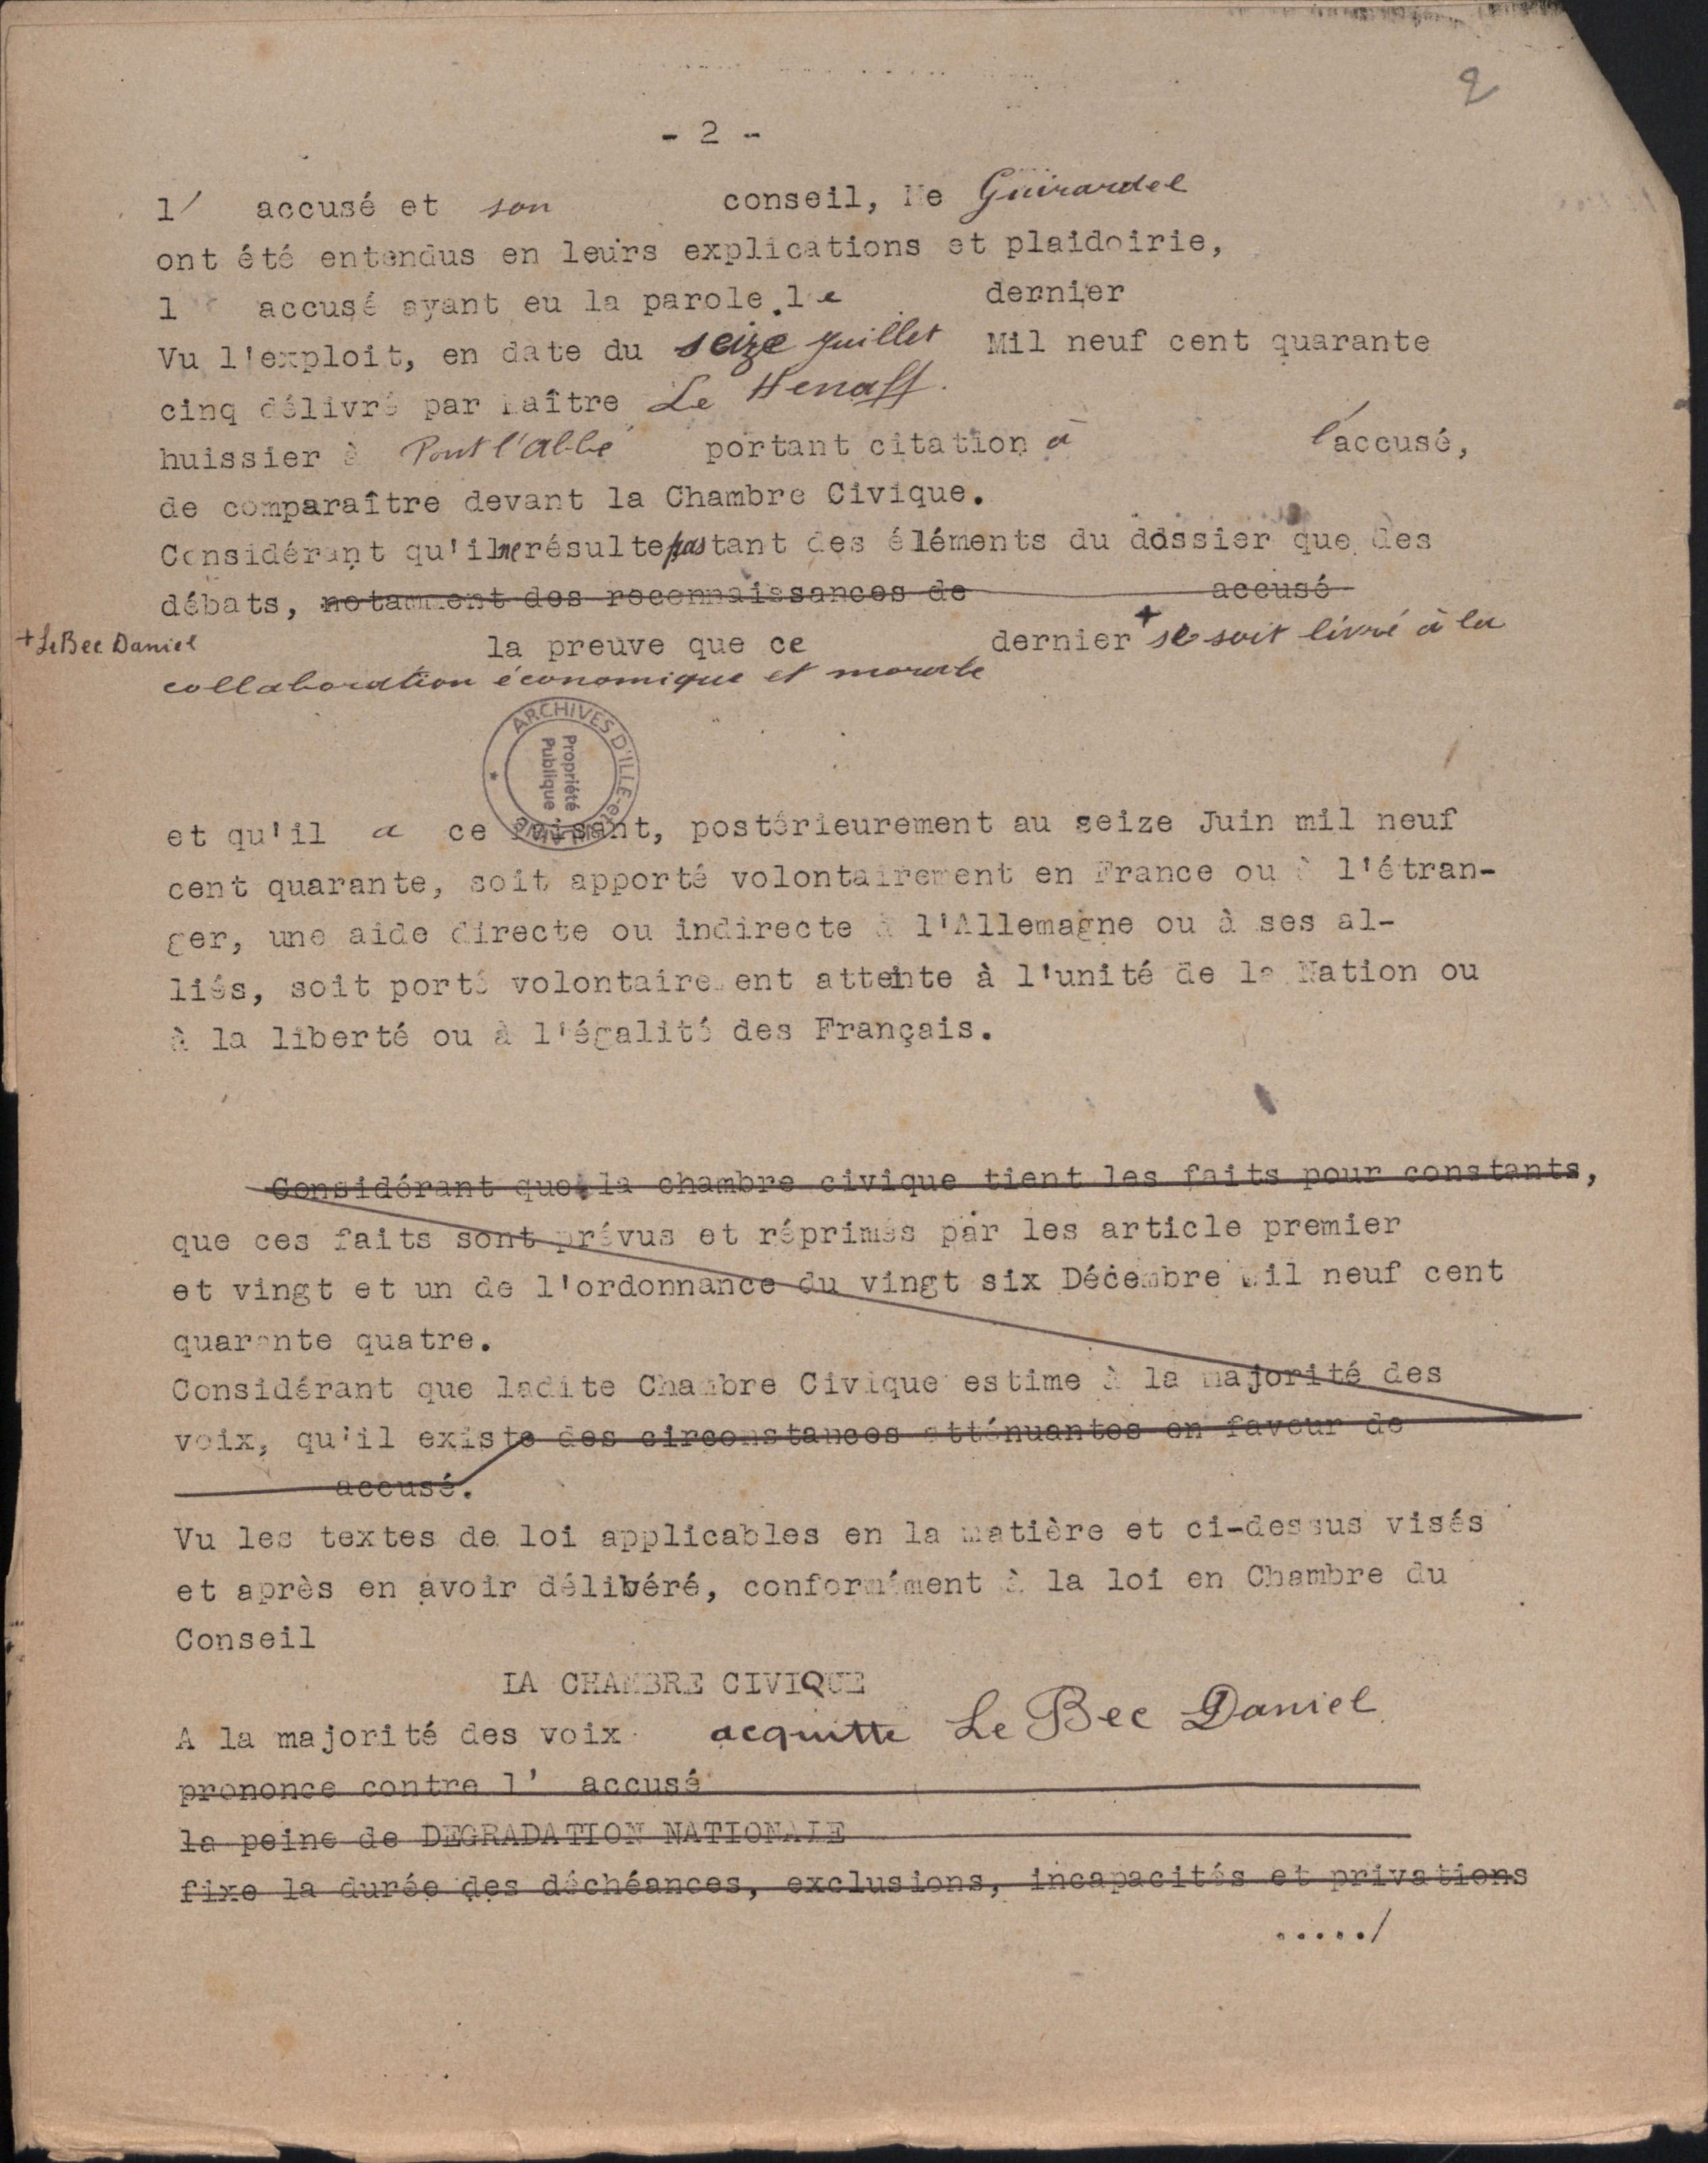 2
- 2 -
l' accusé et son conseil, Me Guirardel
ont été entendus en leurs explications et plaidoirie,
l accusé ayant eu la parole le dernier
Vu l'exploit, en date du seize juillet Mil neuf cent quarante
cinq délivré par Maître Le Henaff.
huissier à Pont l'Abbé portant citation à l'accusé,
de comparaître devant la Chambre Civique.
Considérant qu'il ne résulte pas tant des éléments du dossier que des
débats, notamment des reconnaissances de accusé
+ Le Bec Daniel
la preuve que ce dernier + se soit livré à la
collaboration économique et morale
ARCHIVES D'ILLE-et-VILAINE * Propriété Publique
et qu'il a ce faisant, postérieurement au seize Juin mil neuf
cent quarante, soit apporté volontairement en France ou à l'étran-
ger, une aide directe ou indirecte à l'Allemagne ou à ses al-
liés, soit porté volontairement atteinte à l'unité de la Nation ou
à la liberté ou à l'égalité des Français.
Considérant que la chambre civique tient les faits pour constants,
que ces faits sont prévus et réprimés par les article premier
et vingt et un de l'ordonnance du vingt six Décembre mil neuf cent
quarante quatre.
Considérant que ladite Chambre Civique estime à la majorité des
voix, qu'il existe des circonstances atténuantes en faveur de
accusé.
Vu les textes de loi applicables en la matière et ci-dessus visés
et après en avoir délibéré, conformément à la loi en Chambre du
Conseil
LA CHAMBRE CIVIQUE
A la majorité des voix acquitte Le Bec Daniel
prononce contre l' accusé
la peine de DEGRADATION NATIONALE
fixe la durée des déchéances, exclusions, incapacités et privations
...../